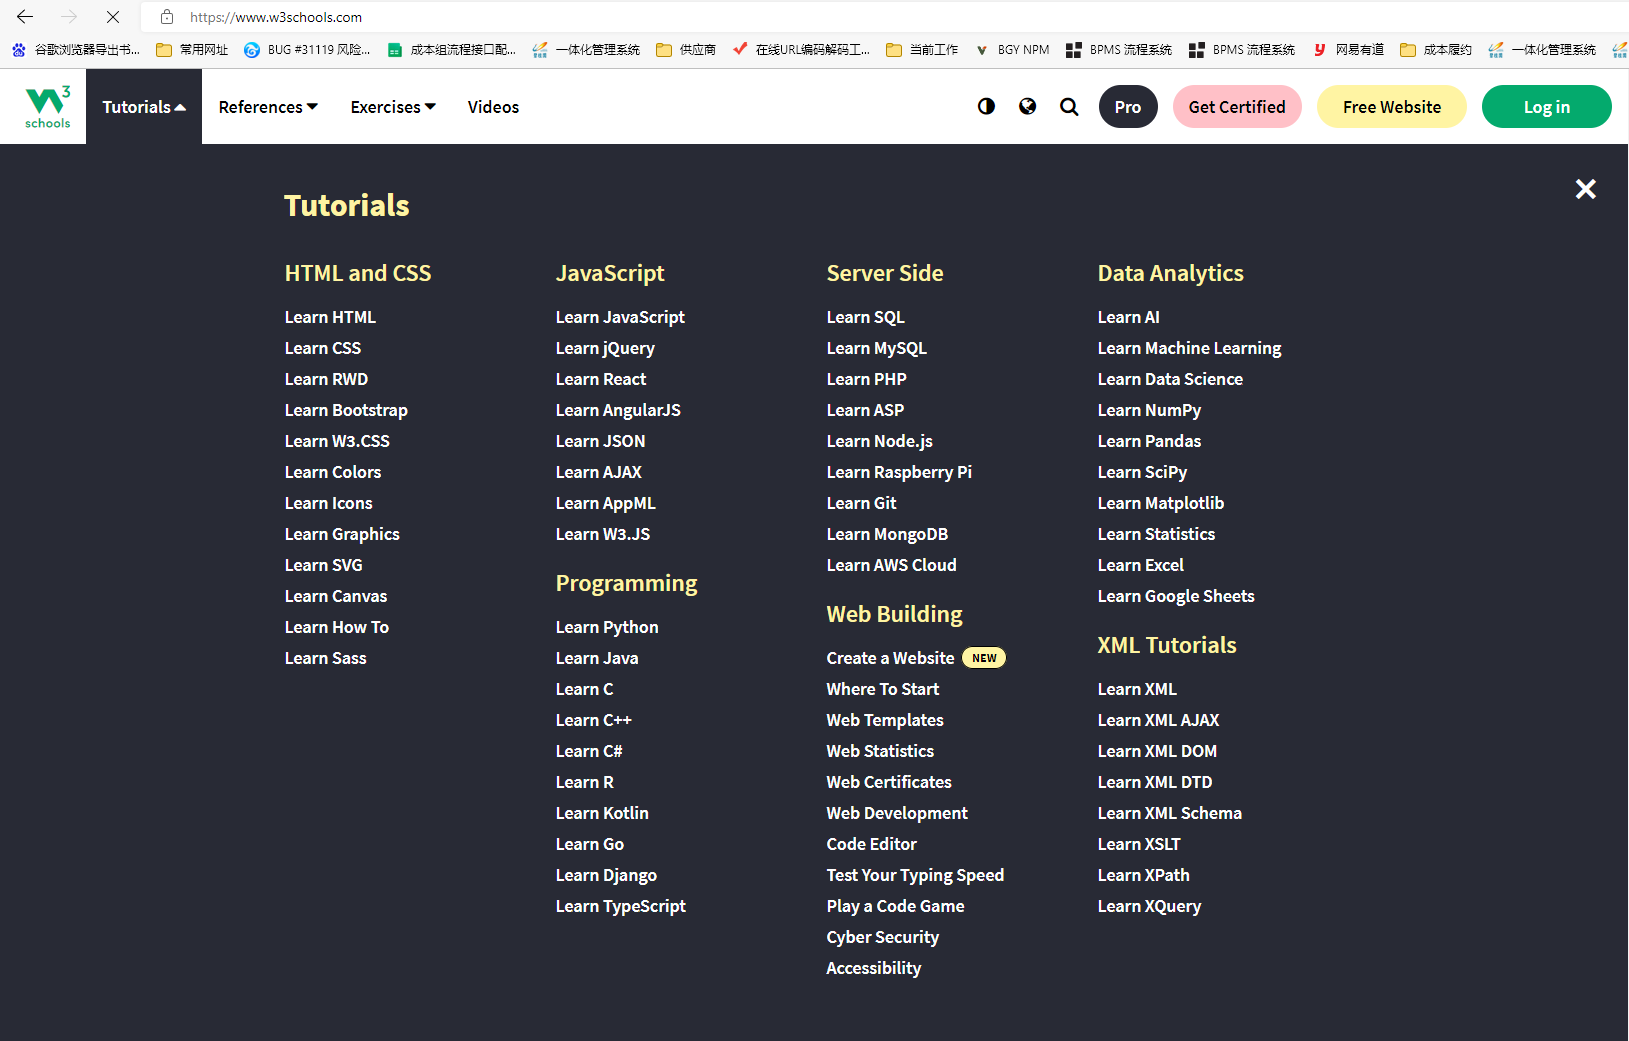 https://www.w3schools.com
谷歌浏览器导出书... 常用网址 BUG #31119 风险... 成本组流程接口配... 一体化管理系统 供应商 在线URL编码解码工... 当前工作 BGY NPM BPMS 流程系统 BPMS 流程系统 网易有道 成本履约 一体化管理系统
W3 schools
Tutorials References Exercises Videos Pro Get Certified Free Website Log in
Tutorials
HTML and CSS
Learn HTML
Learn CSS
Learn RWD
Learn Bootstrap
Learn W3.CSS
Learn Colors
Learn Icons
Learn Graphics
Learn SVG
Learn Canvas
Learn How To
Learn Sass
JavaScript
Learn JavaScript
Learn jQuery
Learn React
Learn AngularJS
Learn JSON
Learn AJAX
Learn AppML
Learn W3.JS
Programming
Learn Python
Learn Java
Learn C
Learn C++
Learn C#
Learn R
Learn Kotlin
Learn Go
Learn Django
Learn TypeScript
Server Side
Learn SQL
Learn MySQL
Learn PHP
Learn ASP
Learn Node.js
Learn Raspberry Pi
Learn Git
Learn MongoDB
Learn AWS Cloud
Web Building
Create a Website NEW
Where To Start
Web Templates
Web Statistics
Web Certificates
Web Development
Code Editor
Test Your Typing Speed
Play a Code Game
Cyber Security
Accessibility
Data Analytics
Learn AI
Learn Machine Learning
Learn Data Science
Learn NumPy
Learn Pandas
Learn SciPy
Learn Matplotlib
Learn Statistics
Learn Excel
Learn Google Sheets
XML Tutorials
Learn XML
Learn XML AJAX
Learn XML DOM
Learn XML DTD
Learn XML Schema
Learn XSLT
Learn XPath
Learn XQuery